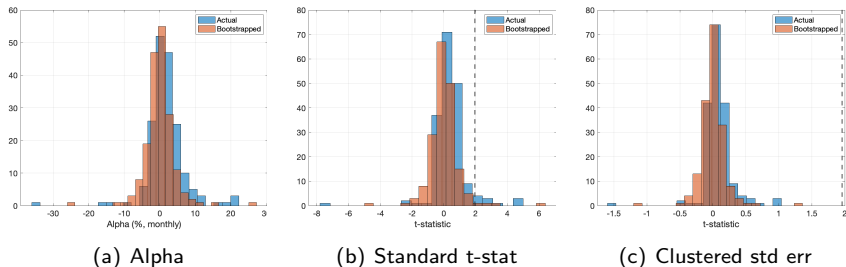 60
50
40
30
20
10
0
-30 -20 -10 0 10 20 3
Alpha (%, monthly)
Actual
Bootstrapped
(a) Alpha
80
70
60
50
40
30
20
10
0
-8 -6 -4 -2 0 2 4 6
t-statistic
Actual
Bootstrapped
(b) Standard t-stat
80
70
60
50
40
30
20
10
0
-1.5 -1 -0.5 0 0.5 1 1.5 2
t-statistic
Actual
Bootstrapped
(c) Clustered std err